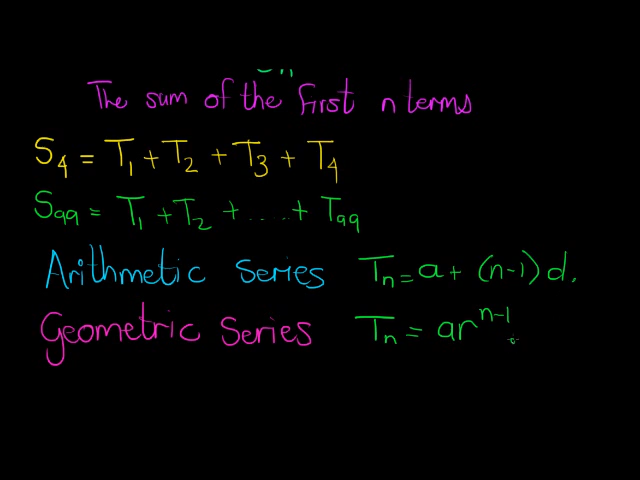 The sum of the first n terms
S₄ = T₁ + T₂ + T₃ + T₄
S₉₉ = T₁ + T₂ + ..... + T₉₉
Arithmetic Series Tₙ = a + (n-1) d.
Geometric Series Tₙ = arⁿ⁻¹